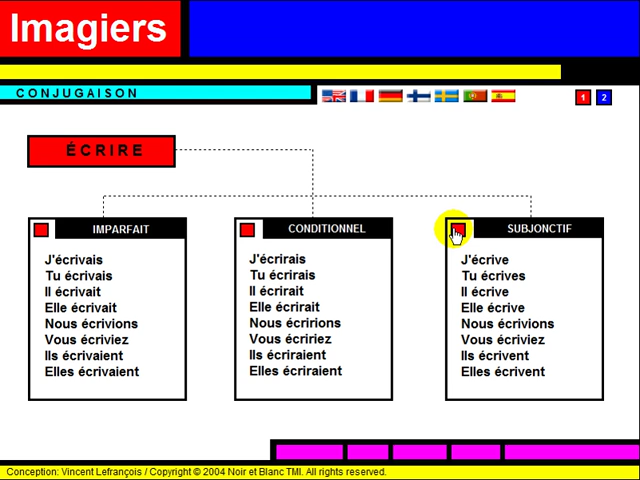 Imagiers
CONJUGAISON
1 2
ÉCRIRE
IMPARFAIT
J'écrivais
Tu écrivais
Il écrivait
Elle écrivait
Nous écrivions
Vous écriviez
Ils écrivaient
Elles écrivaient
CONDITIONNEL
J'écrirais
Tu écrirais
Il écrirait
Elle écrirait
Nous écririons
Vous écririez
Ils écriraient
Elles écriraient
SUBJONCTIF
J'écrive
Tu écrives
Il écrive
Elle écrive
Nous écrivions
Vous écriviez
Ils écrivent
Elles écrivent
Conception: Vincent Lefrançois / Copyright © 2004 Noir et Blanc TMI. All rights reserved.